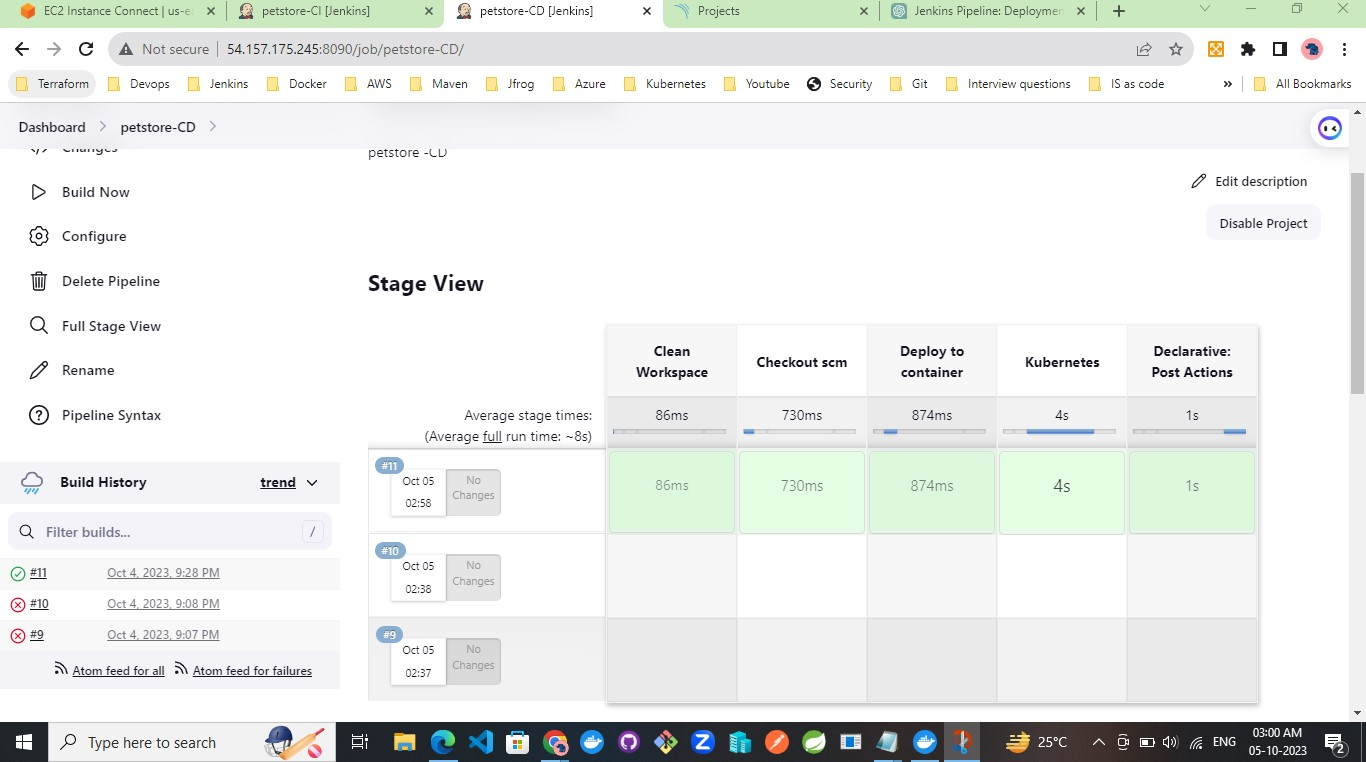 EC2 Instance Connect | us-e
petstore-CI [Jenkins]
petstore-CD [Jenkins]
Projects
Jenkins Pipeline: Deploymen
Not secure
54.157.175.245:8090/job/petstore-CD/
Terraform
Devops
Jenkins
Docker
AWS
Maven
Jfrog
Azure
Kubernetes
Youtube
Security
Git
Interview questions
IS as code
»
All Bookmarks
Dashboard
petstore-CD
Changes
Build Now
Configure
Delete Pipeline
Full Stage View
Rename
Pipeline Syntax
Build History
trend
Filter builds...
/
#11
Oct 4, 2023, 9:28 PM
#10
Oct 4, 2023, 9:08 PM
#9
Oct 4, 2023, 9:07 PM
Atom feed for all
Atom feed for failures
petstore -CD
Edit description
Disable Project
Stage View
Clean
Workspace
Checkout scm
Deploy to
container
Kubernetes
Declarative:
Post Actions
Average stage times:
(Average full run time: ~8s)
86ms
730ms
874ms
4s
1s
#11
Oct 05
02:58
No
Changes
86ms
730ms
874ms
4s
1s
#10
Oct 05
02:38
No
Changes
#9
Oct 05
02:37
No
Changes
Type here to search
25°C
ENG
03:00 AM
05-10-2023
2